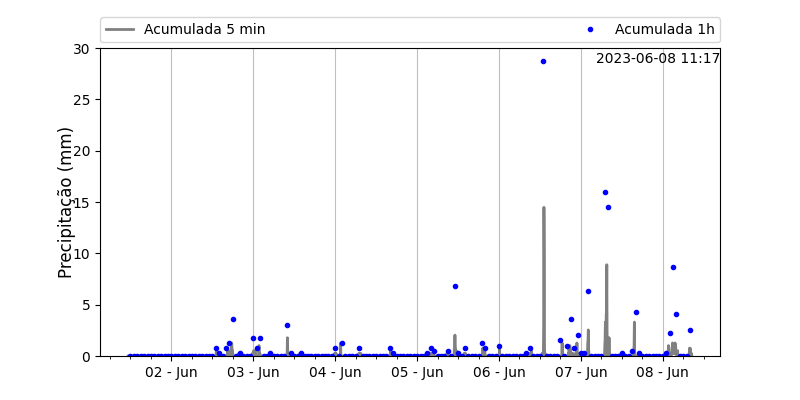 Acumulada 5 min
Acumulada 1h
2023-06-08 11:17
Precipitação (mm)
30
25
20
15
10
5
0
02 - Jun
03 - Jun
04 - Jun
05 - Jun
06 - Jun
07 - Jun
08 - Jun